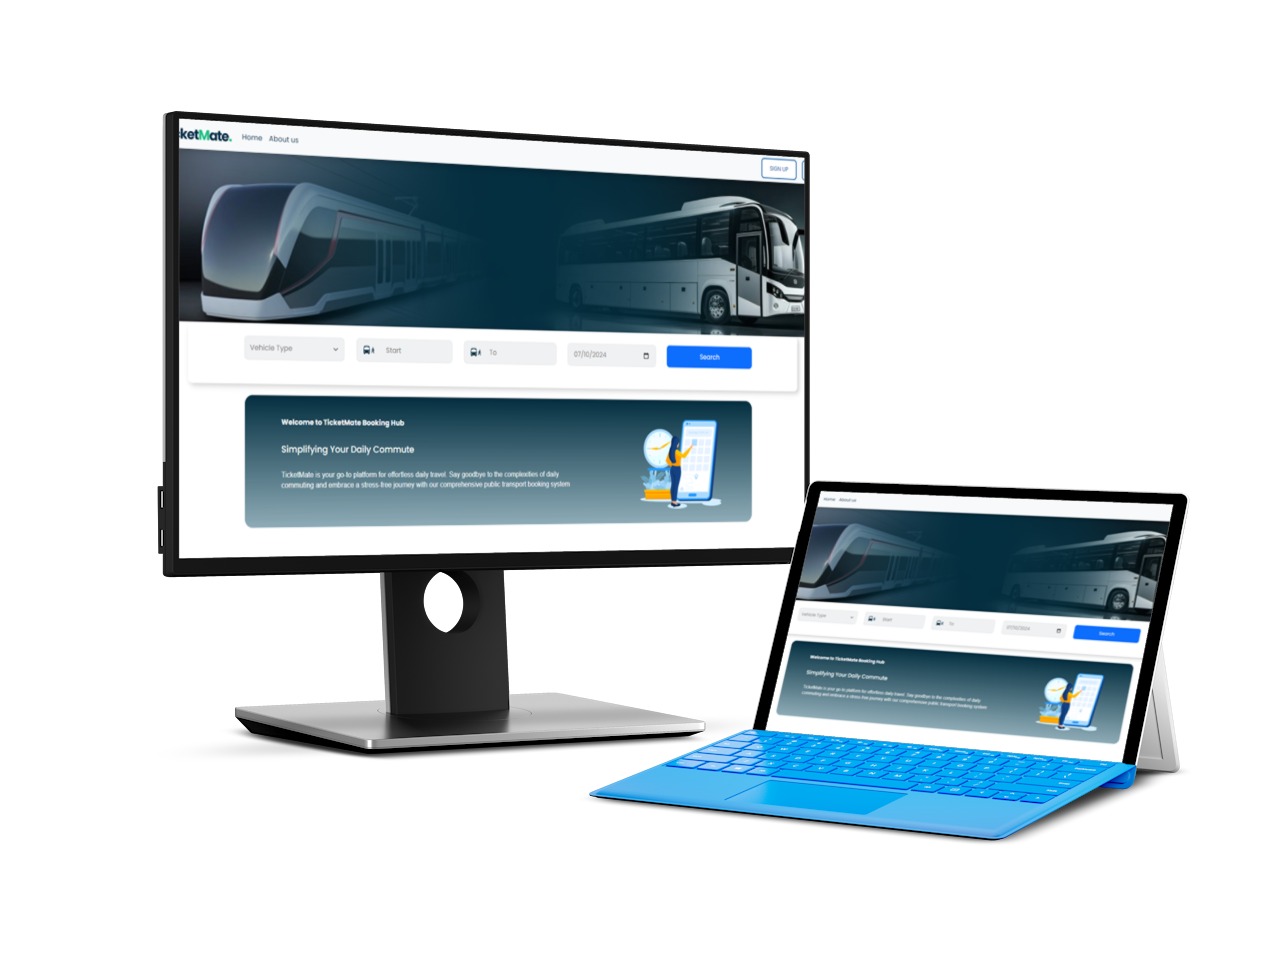 cketMate.
Home About us
SIGN UP
Vehicle Type
Start
To
07/10/2024
Search
Welcome to TicketMate Booking Hub
Simplifying Your Daily Commute
TicketMate is your go-to platform for effortless daily travel. Say goodbye to the complexities of daily
commuting and embrace a stress-free journey with our comprehensive public transport booking system
Home About us
Vehicle Type
Start
To
07/10/2024
Search
Welcome to TicketMate Booking Hub
Simplifying Your Daily Commute
TicketMate is your go-to platform for effortless daily travel. Say goodbye to the complexities of daily
commuting and embrace a stress-free journey with our comprehensive public transport booking system